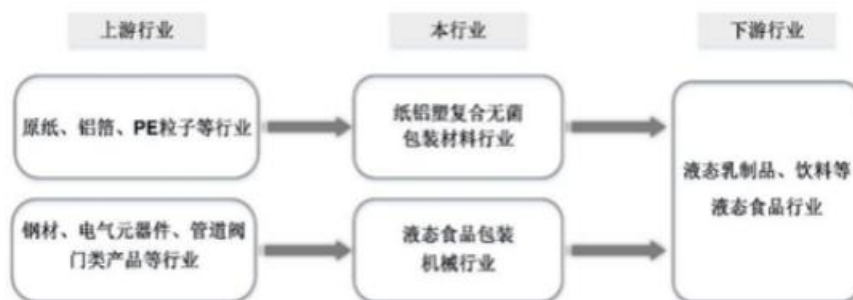 上游行业
本行业
下游行业
原纸、铝箔、PE粒子等行业
纸铝塑复合无菌
包装材料行业
液态乳制品、饮料等
液态食品行业
钢材、电气元器件、管道阀
门类产品等行业
液态食品包装
机械行业